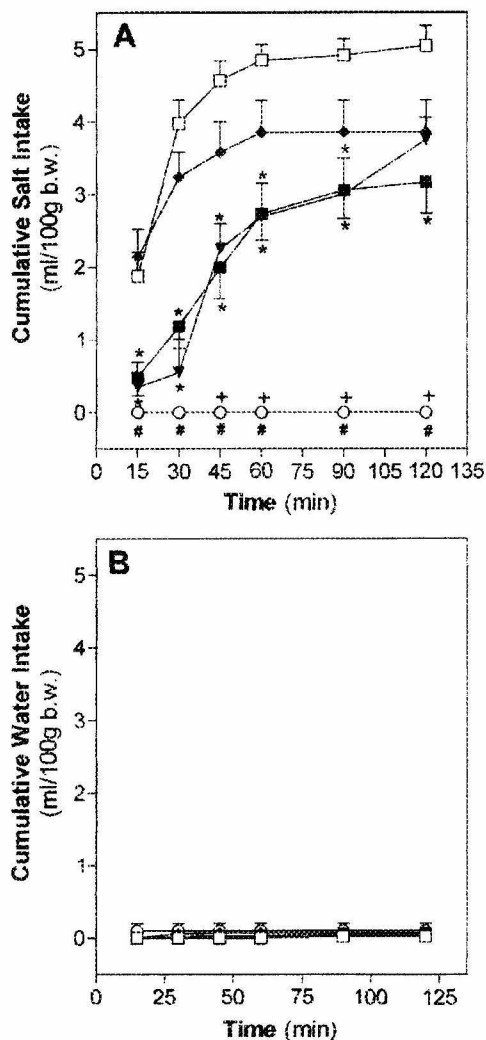 A
Cumulative Salt Intake
(ml/100g b.w.)
5
4
3
2
1
0
* * * * * * * * * *
+ + + +
# # # # # #
0 15 30 45 60 75 90 105 120 135
Time (min)
B
Cumulative Water Intake
(ml/100g b.w.)
5
4
3
2
1
0
0 25 50 75 100 125
Time (min)